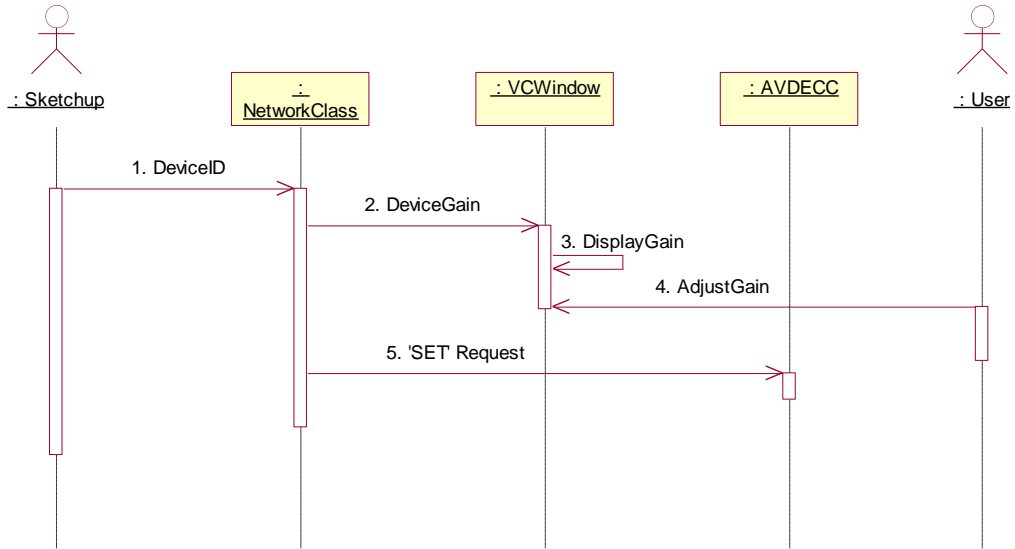 : Sketchup
:
NetworkClass
: VCWindow
: AVDECC
: User
1. DeviceID
2. DeviceGain
3. DisplayGain
4. AdjustGain
5. 'SET' Request